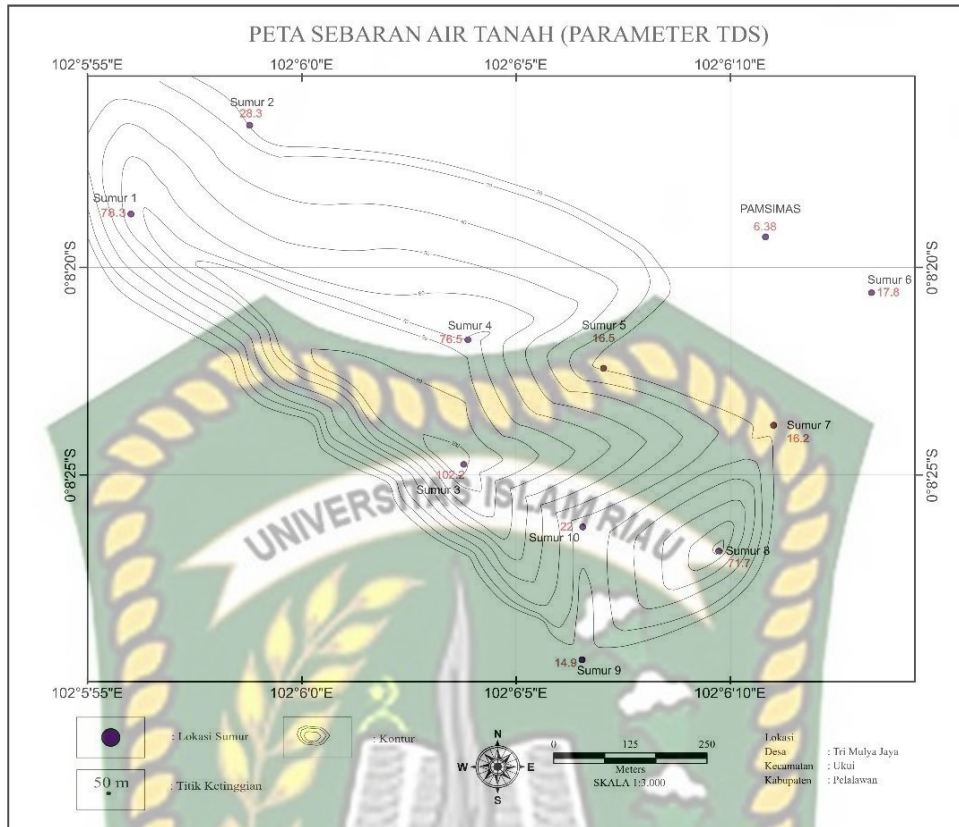 PETA SEBARAN AIR TANAH (PARAMETER TDS)
102°5'55"E 102°6'0"E 102°6'5"E 102°6'10"E
Sumur 2
28.3
Sumur 1
78.3
PAMSIMAS
6.38
0°8'20"S 0°8'20"S
Sumur 6
17.8
Sumur 4
76.5
Sumur 5
16.5
Sumur 7
16.2
0°8'25"S 0°8'25"S
102.2
Sumur 3
UNIVERSITAS ISLAM RIAU
22
Sumur 10
Sumur 8
71.7
14.9
Sumur 9
102°5'55"E 102°6'0"E 102°6'5"E 102°6'10"E
: Lokasi Sumur
: Kontur
50 m
: Titik Ketinggian
N
W E
S
0 125 250
Meters
SKALA 1:3.000
Lokasi
Desa : Tri Mulya Jaya
Kecamatan : Ukui
Kabupaten : Pelalawan